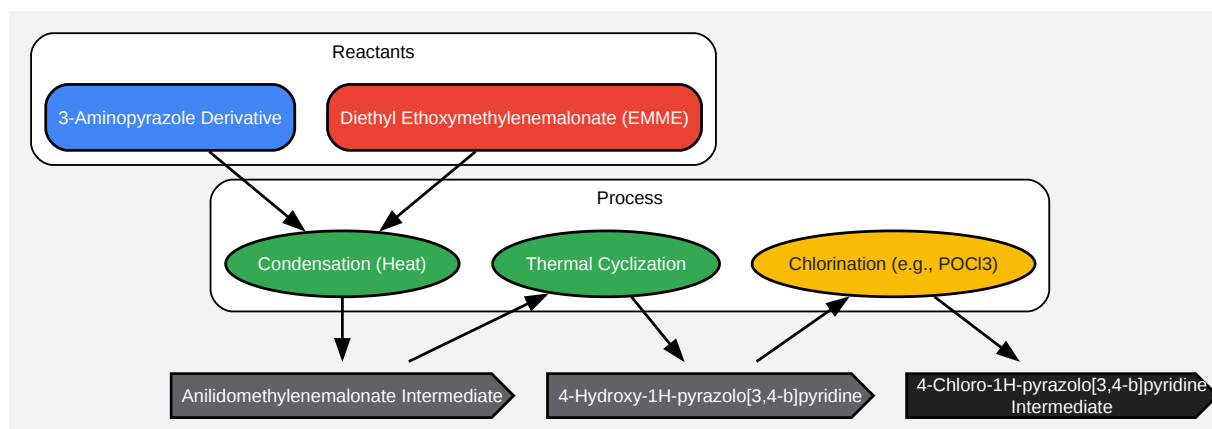 Reactants
3-Aminopyrazole Derivative
Diethyl Ethoxymethylenemalonate (EMME)
Process
Condensation (Heat)
Thermal Cyclization
Chlorination (e.g., POCl3)
Anilidomethylenemalonate Intermediate
4-Hydroxy-1H-pyrazolo[3,4-b]pyridine
4-Chloro-1H-pyrazolo[3,4-b]pyridine
Intermediate